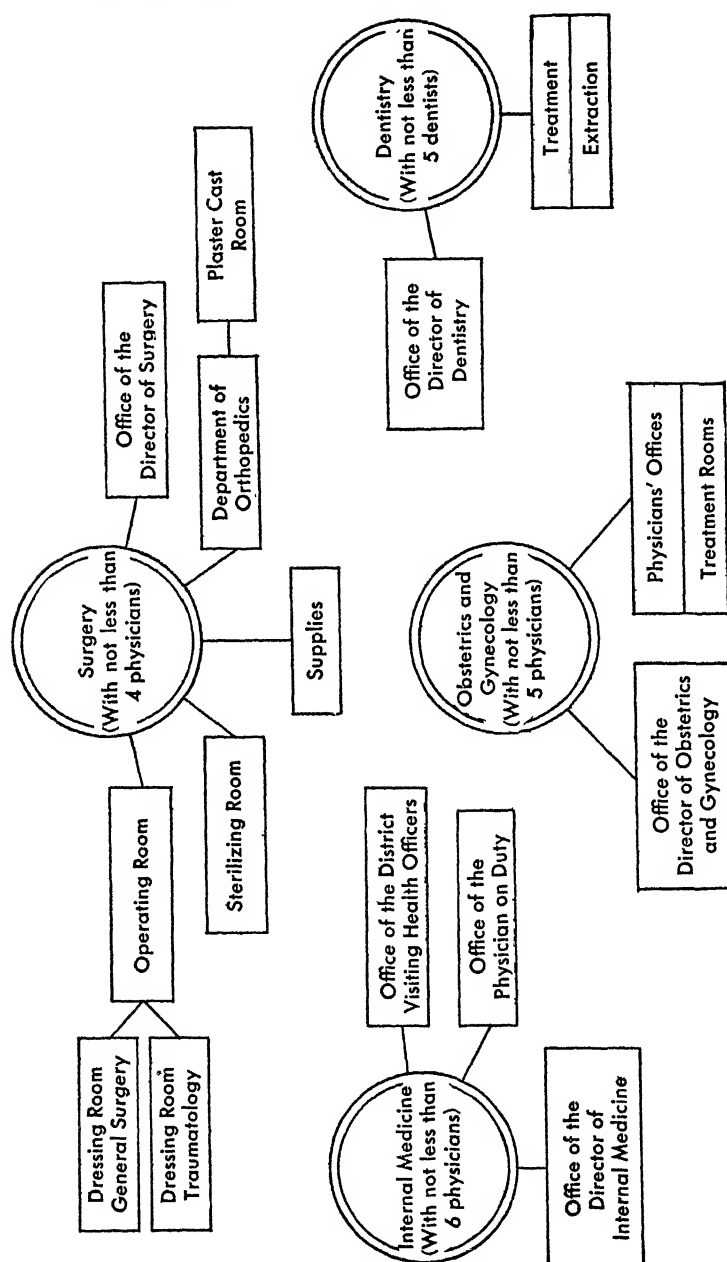 Dressing Room
General Surgery
Dressing Room
Traumatology
Operating Room
Sterilizing Room
Surgery
(With not less than
4 physicians)
Supplies
Office of the
Director of Surgery
Department of
Orthopedics
Plaster Cast
Room
Internal Medicine
(With not less than
6 physicians)
Office of the District
Visiting Health Officers
Office of the
Physician on Duty
Office of the
Director of
Internal Medicine
Obstetrics and
Gynecology
(With not less than
5 physicians)
Office of the
Director of Obstetrics
and Gynecology
Physicians' Offices
Treatment Rooms
Dentistry
(With not less than
5 dentists)
Office of the
Director of
Dentistry
Treatment
Extraction